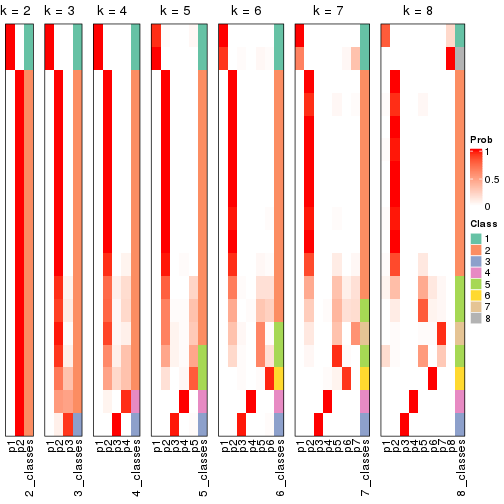 k = 2 k = 3 k = 4 k = 5 k = 6 k = 7 k = 8
Prob
1
0.5
0
Class
1
2
3
4
5
6
7
8
p1 p2 2_classes
p1 p2 p3 3_classes
p1 p2 p3 p4 4_classes
p1 p2 p3 p4 p5 5_classes
p1 p2 p3 p4 p5 p6 6_classes
p1 p2 p3 p4 p5 p6 p7 7_classes
p1 p2 p3 p4 p5 p6 p7 p8 8_classes